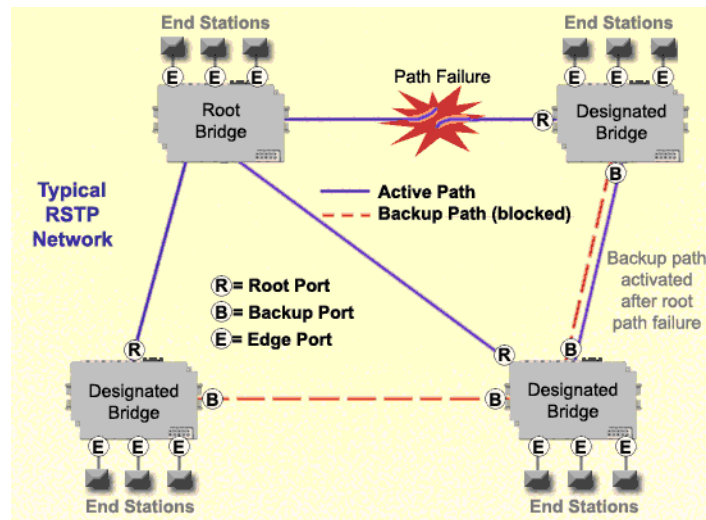 End Stations
End Stations
E E E
E E E
Path Failure
Root
Bridge
R
Designated
Bridge
B
Typical
RSTP
Network
Active Path
Backup Path (blocked)
Backup path
activated
after root
path failure
R = Root Port
B = Backup Port
E = Edge Port
R
R
B
Designated
Bridge
B
B
Designated
Bridge
E E E
E E E
End Stations
End Stations